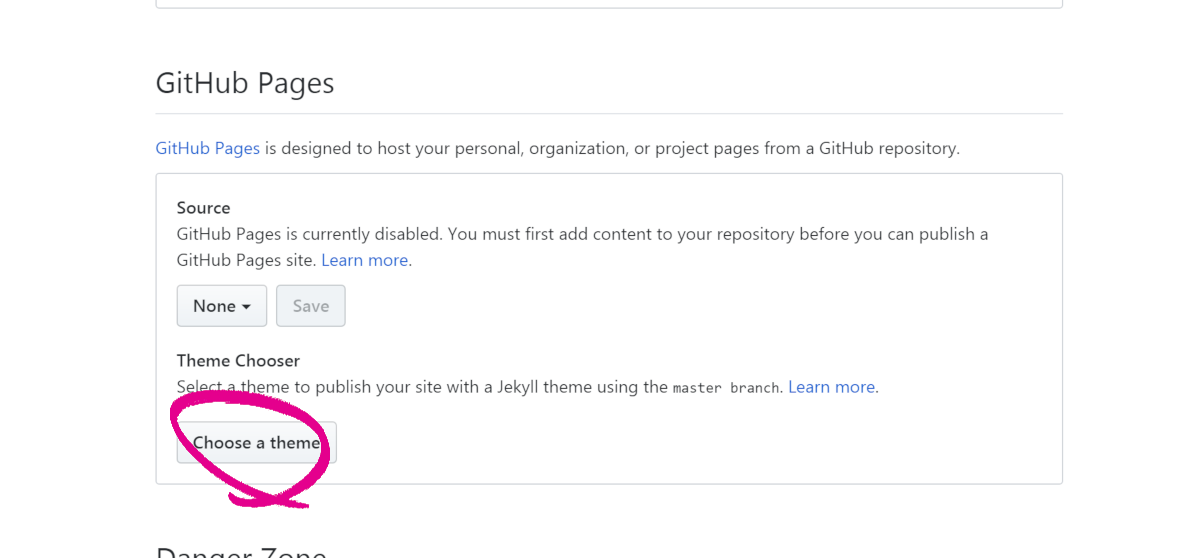 GitHub Pages
GitHub Pages is designed to host your personal, organization, or project pages from a GitHub repository.
Source
GitHub Pages is currently disabled. You must first add content to your repository before you can publish a
GitHub Pages site. Learn more.
None Save
Theme Chooser
Select a theme to publish your site with a Jekyll theme using the master branch. Learn more.
Choose a theme
Danger Zone